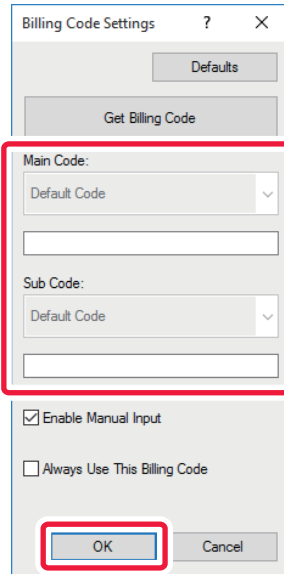 Billing Code Settings ? ×
Defaults
Get Billing Code
Main Code:
Default Code
Sub Code:
Default Code
Enable Manual Input
Always Use This Billing Code
OK Cancel